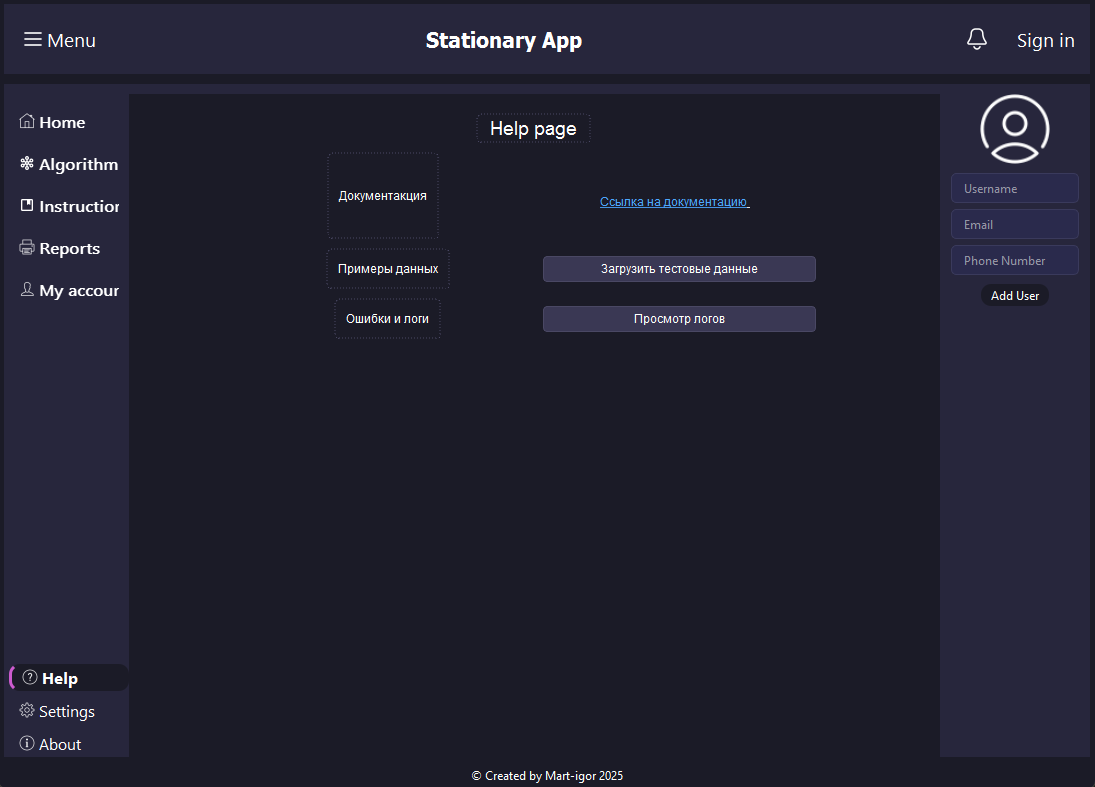 Menu
Stationary App
Sign in
Home
Algorithm
Instruction
Reports
My accour
Help
Settings
About
Help page
Документакция
Ссылка на документацию
Примеры данных
Загрузить тестовые данные
Ошибки и логи
Просмотр логов
Username
Email
Phone Number
Add User
© Created by Mart-igor 2025